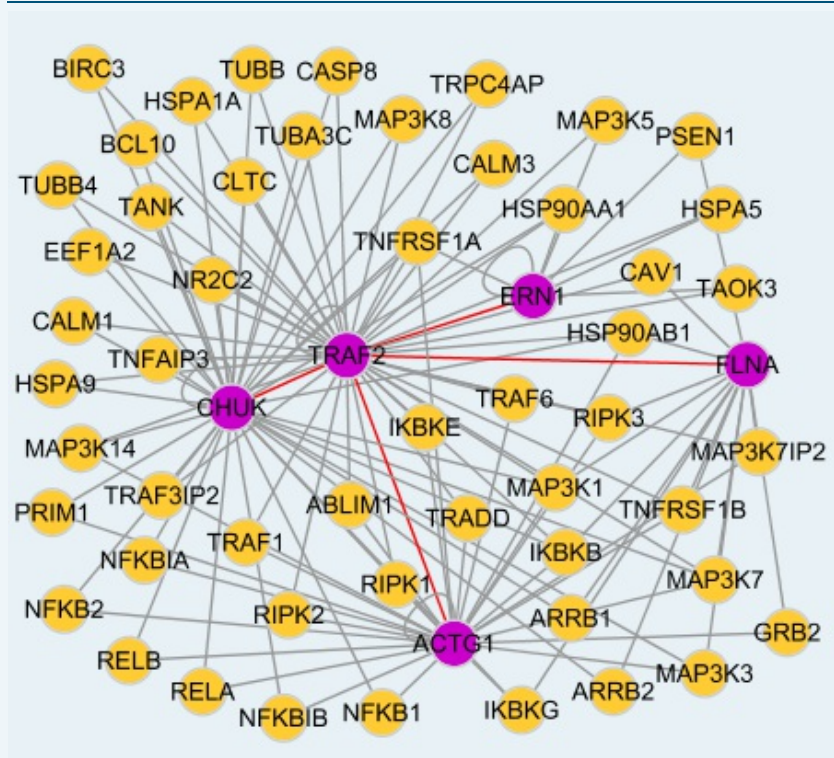 BIRC3
TUBB
CASP8
TRPC4AP
HSPA1A
MAP3K8
MAP3K5
PSEN1
BCL10
TUBA3C
CALM3
TUBB4
TANK
CLTC
HSP90AA1
HSPA5
TNFRSF1A
EEF1A2
NR2C2
CAV1
TAOK3
ERN1
CALM1
HSP90AB1
TNFAIP3
TRAF2
FLNA
HSPA9
CHUK
TRAF6
RIPK3
IKBKE
MAP3K14
MAP3K7IP2
MAP3K1
TRAF3IP2
ABLIM1
TNFRSF1B
PRIM1
TRADD
TRAF1
IKBKB
NFKBIA
RIPK1
MAP3K7
NFKB2
RIPK2
ARRB1
GRB2
ACTG1
RELB
MAP3K3
RELA
ARRB2
NFKBIB
NFKB1
IKBKG